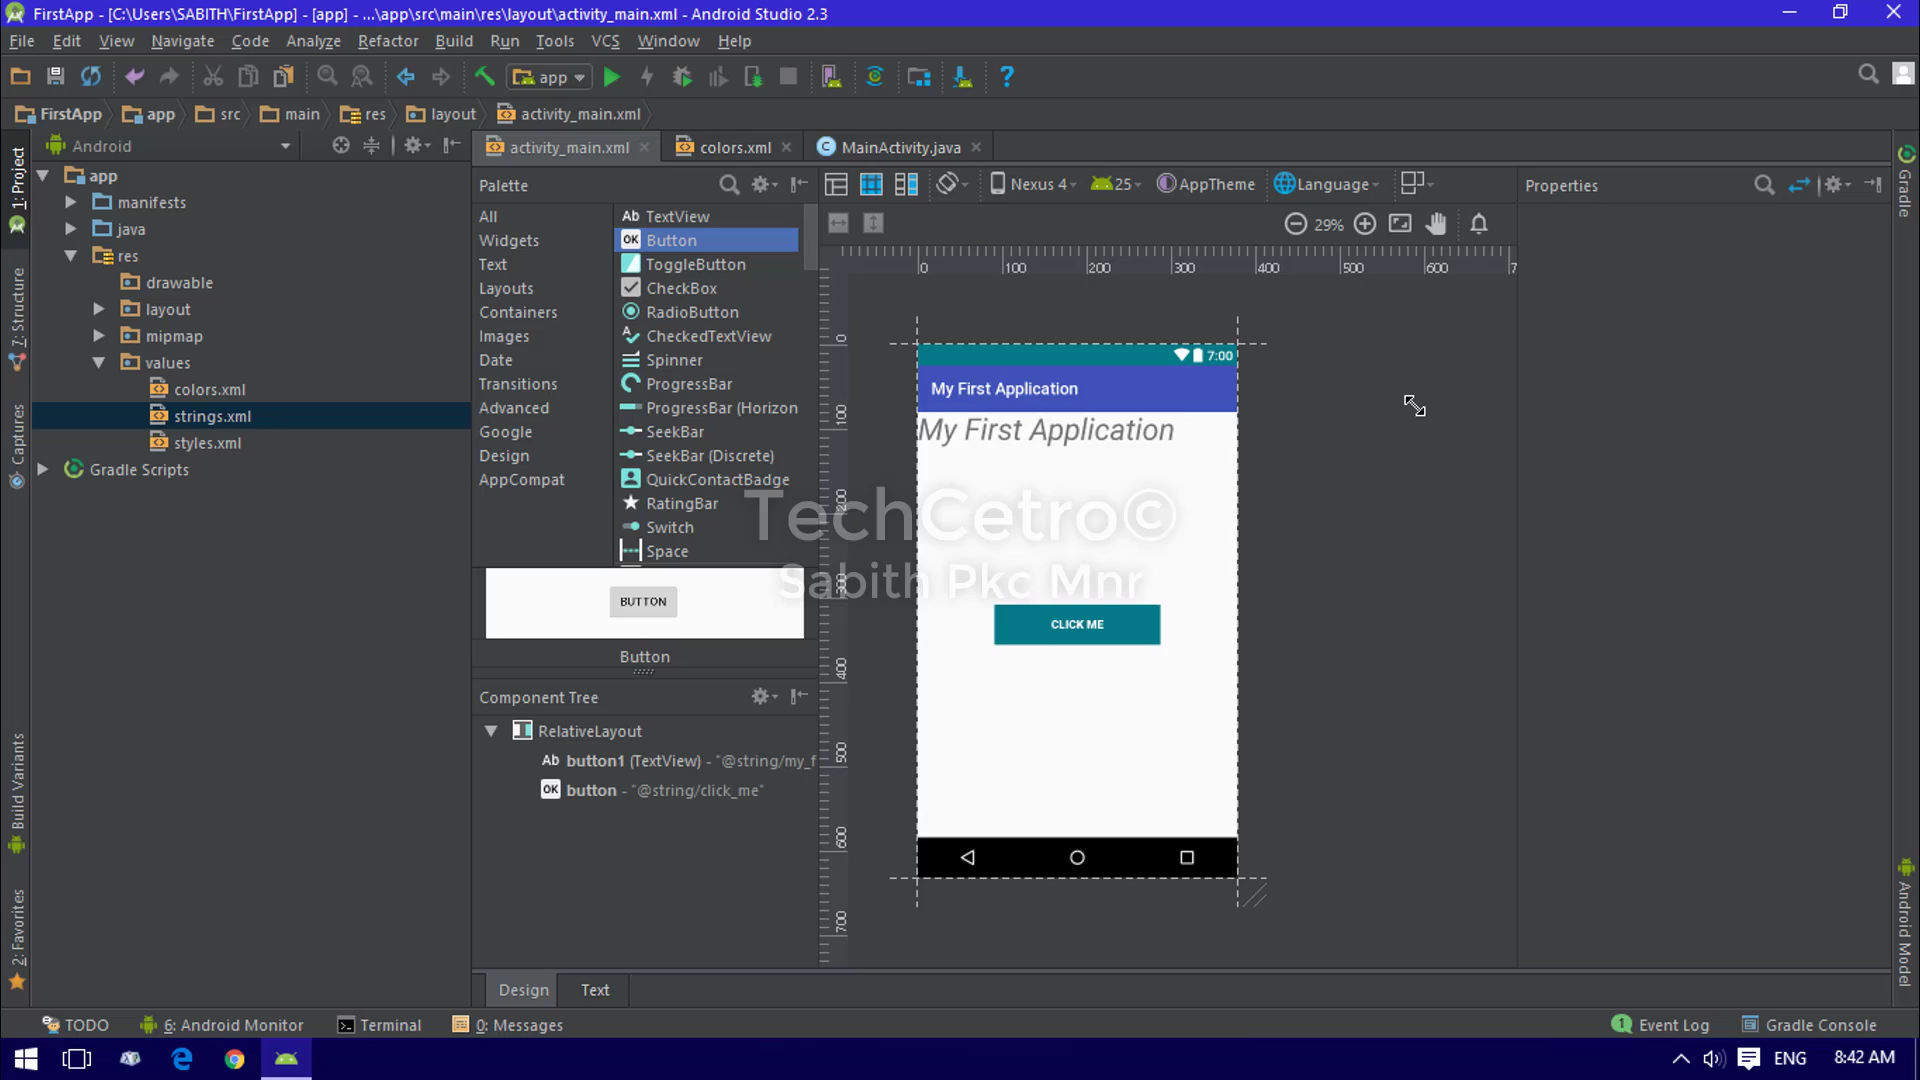 FirstApp - [C:\Users\SABITH\FirstApp] - [app] - ...\app\src\main\res\layout\activity_main.xml - Android Studio 2.3
File Edit View Navigate Code Analyze Refactor Build Run Tools VCS Window Help
app
FirstApp app src main res layout activity_main.xml
Android
activity_main.xml colors.xml MainActivity.java
1: Project
7: Structure
Captures
Build Variants
2: Favorites
app
manifests
java
res
drawable
layout
mipmap
values
colors.xml
strings.xml
styles.xml
Gradle Scripts
Palette
All
Widgets
Text
Layouts
Containers
Images
Date
Transitions
Advanced
Google
Design
AppCompat
Ab TextView
OK Button
ToggleButton
CheckBox
RadioButton
CheckedTextView
Spinner
ProgressBar
ProgressBar (Horizon
SeekBar
SeekBar (Discrete)
QuickContactBadge
RatingBar
Switch
Space
BUTTON
Button
Component Tree
RelativeLayout
Ab button1 (TextView) - "@string/my_f
OK button - "@string/click_me"
Nexus 4 25 AppTheme Language
29%
0 100 200 300 400 500 600 7
0
100
200
300
400
500
600
700
7:00
My First Application
My First Application
TechCetro©
Sabith Pkc Mnr
CLICK ME
Properties
Gradle
Android Model
Design Text
TODO 6: Android Monitor Terminal 0: Messages 1 Event Log Gradle Console
ENG 8:42 AM